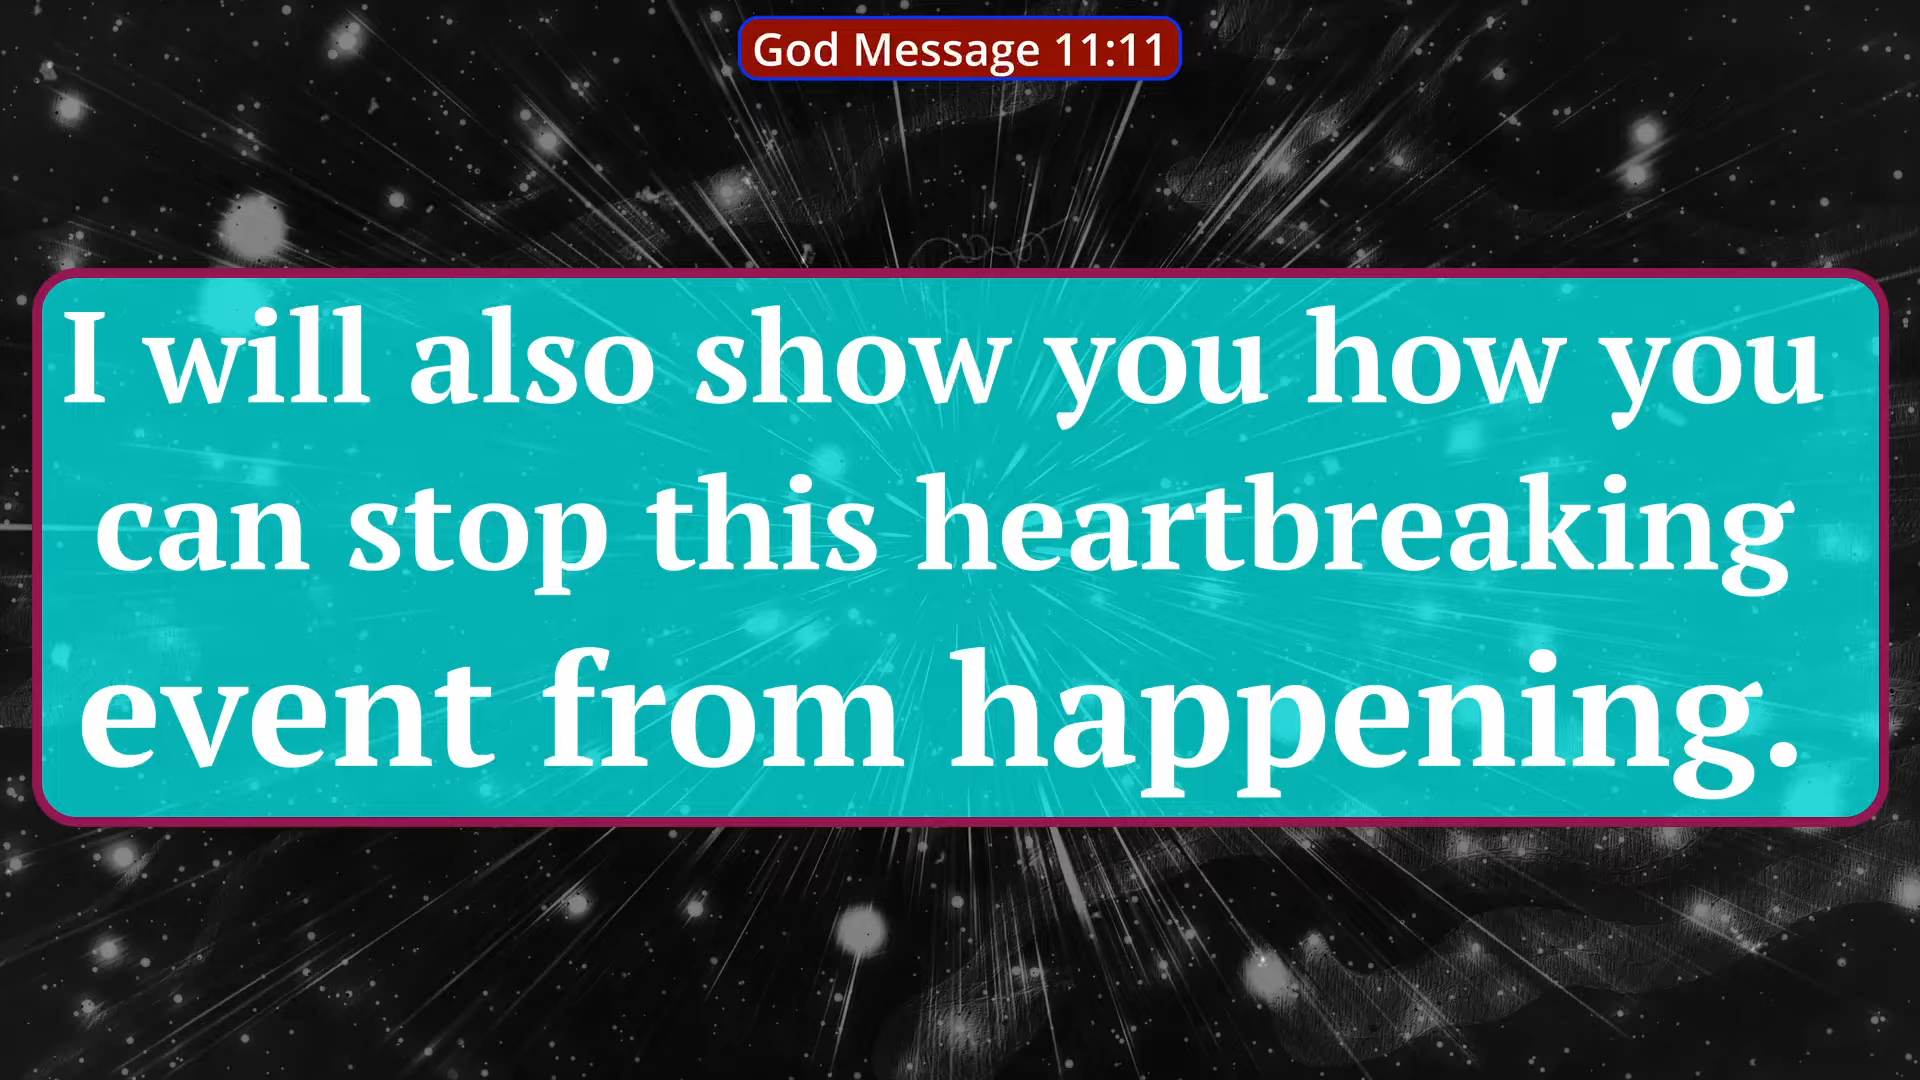 God Message 11:11
I will also show you how you
can stop this heartbreaking
event from happening.